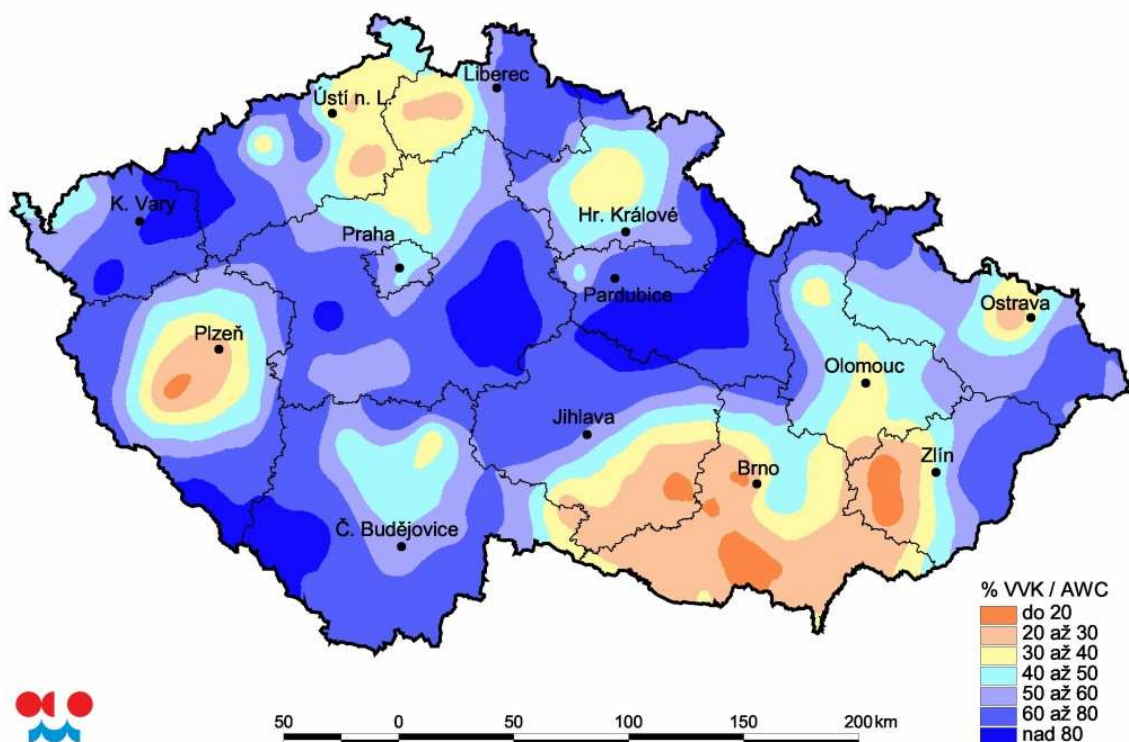 Liberec
Ústí n. L.
K. Vary
Hr. Králové
Praha
Pardubice
Ostrava
Plzeň
Olomouc
Jihlava
Zlín
Brno
Č. Budějovice
% VVK / AWC
do 20
20 až 30
30 až 40
40 až 50
50 až 60
60 až 80
nad 80
50 0 50 100 150 200 km